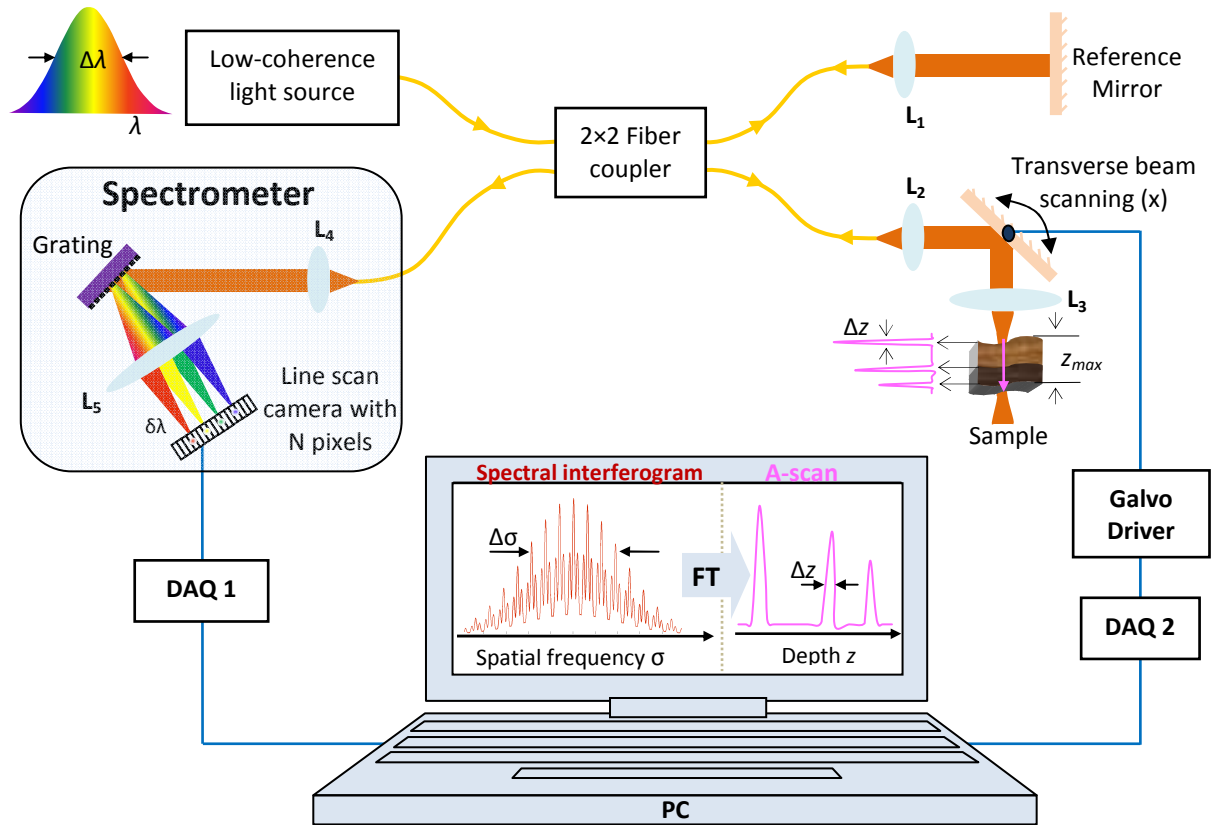 Δλ
λ
Low-coherence
light source
2×2 Fiber
coupler
L1
Reference
Mirror
Transverse beam
scanning (x)
L2
L3
Δz
zmax
Sample
Spectrometer
Grating
L4
L5
δλ
Line scan
camera with
N pixels
DAQ 1
Spectral interferogram
Δσ
Spatial frequency σ
FT
A-scan
Δz
Depth z
Galvo
Driver
DAQ 2
PC